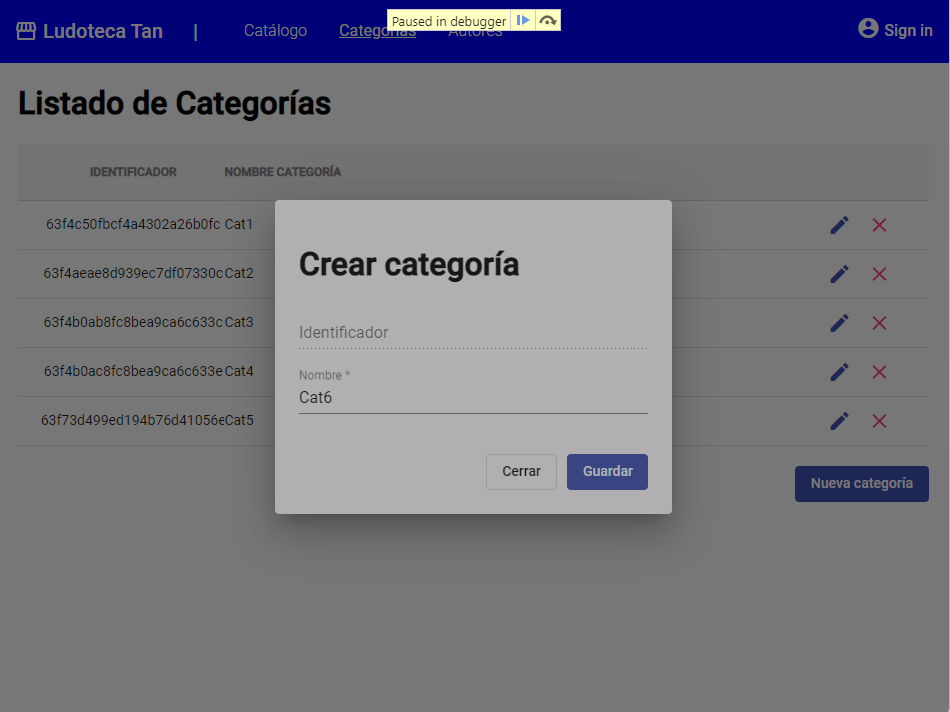 Paused in debugger
Ludoteca Tan | Catálogo Categorías Autores Sign in
Listado de Categorías
IDENTIFICADOR NOMBRE CATEGORÍA
63f4c50fbcf4a4302a26b0fc Cat1
63f4aeae8d939ec7df07330c Cat2
63f4b0ab8fc8bea9ca6c633c Cat3
63f4b0ac8fc8bea9ca6c633e Cat4
63f73d499ed194b76d41056e Cat5
Crear categoría
Identificador
Nombre *
Cat6
Cerrar Guardar
Nueva categoría